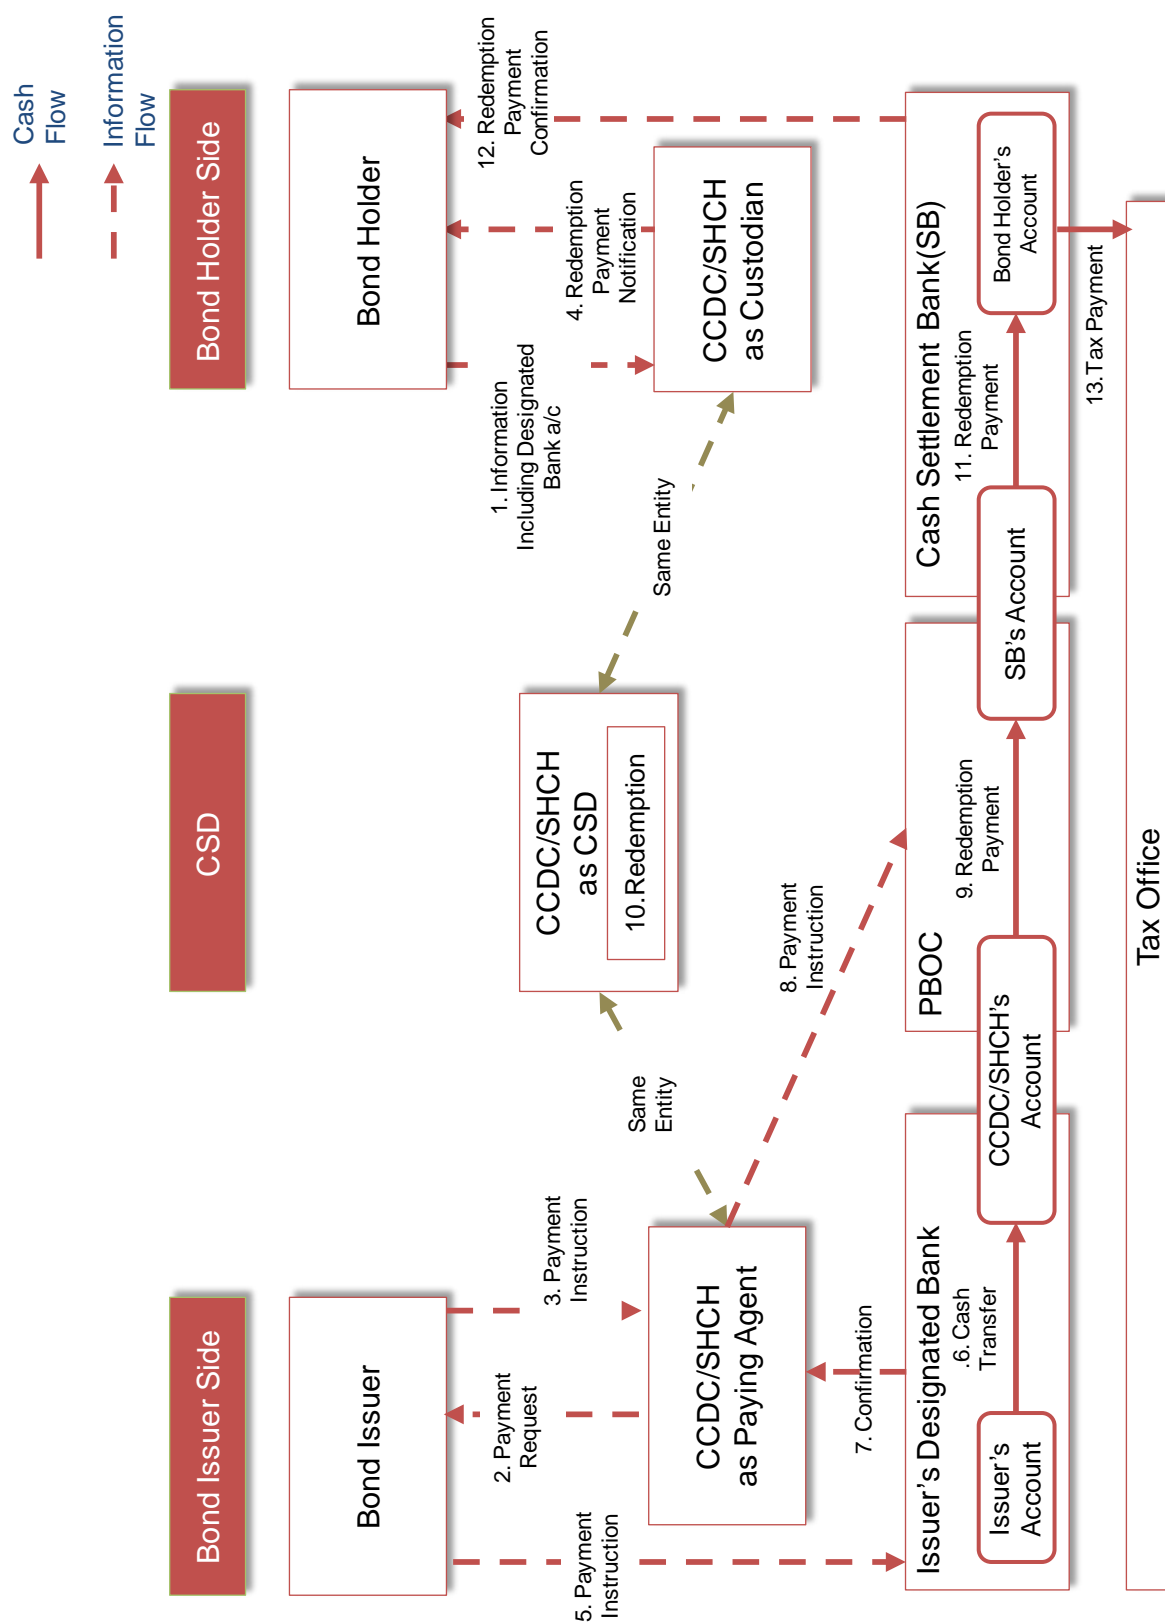 Cash
Flow
Information
Flow
Bond Issuer Side
CSD
Bond Holder Side
Bond Issuer
Bond Holder
5. Payment
Instruction
2. Payment
Request
3. Payment
Instruction
1. Information
Including Designated
Bank a/c
4. Redemption
Payment
Notification
12. Redemption
Payment
Confirmation
CCDC/SHCH
as CSD
10.Redemption
Same
Entity
Same Entity
CCDC/SHCH
as Paying Agent
CCDC/SHCH
as Custodian
7. Confirmation
8. Payment
Instruction
Issuer's Designated Bank
.6. Cash
Transfer
Issuer's
Account
CCDC/SHCH's
Account
PBOC
9. Redemption
Payment
SB's Account
Cash Settlement Bank(SB)
11. Redemption
Payment
Bond Holder's
Account
13.Tax Payment
Tax Office